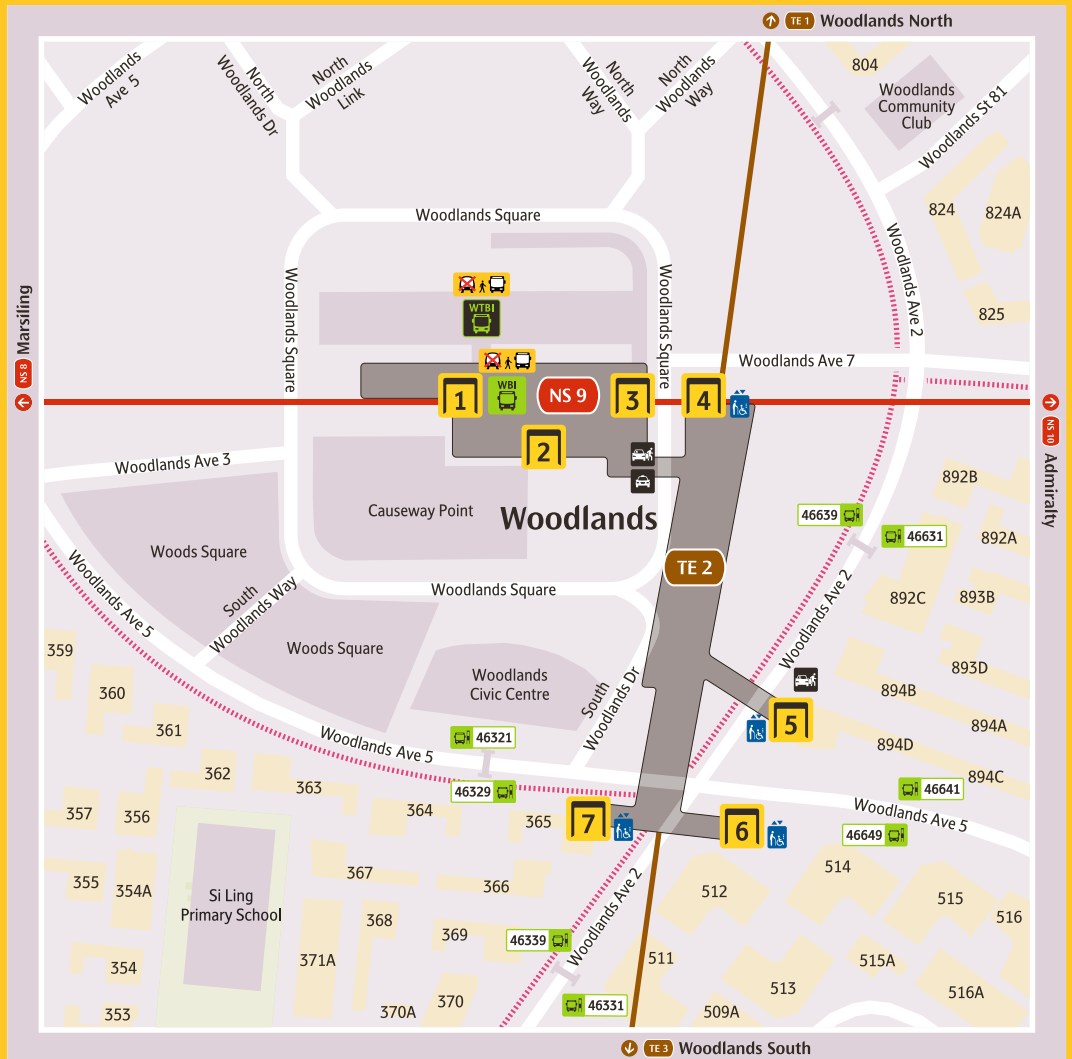 TE 1 Woodlands North
Woodlands
Ave 5
North
Woodlands Dr
North
Woodlands
Link
North
Woodlands
Way
North
Woodlands
Way
804
Woodlands
Community
Club
Woodlands St 81
824
824A
825
Woodlands Ave 2
Woodlands Square
Woodlands Square
Woodlands Square
WTBI
Woodlands Ave 7
NS 8 Marsiling
1
WBI
NS 9
3
4
2
NS 10 Admiralty
Woodlands Ave 3
Causeway Point
Woodlands
Woods Square
South
Woodlands Way
Woods Square
Woodlands Square
TE 2
46639
46631
892B
892A
892C
893B
893D
894B
894A
894D
894C
Woodlands Ave 2
Woodlands Ave 5
Woodlands
Civic Centre
South
Woodlands Dr
5
359
360
361
362
363
364
365
Woodlands Ave 5
46321
46329
7
6
46641
Woodlands Ave 5
46649
357
356
355
354A
354
353
Si Ling
Primary School
367
366
368
369
371A
370
370A
46339
Woodlands Ave 2
46331
512
514
515
516
511
513
515A
516A
509A
TE 3 Woodlands South